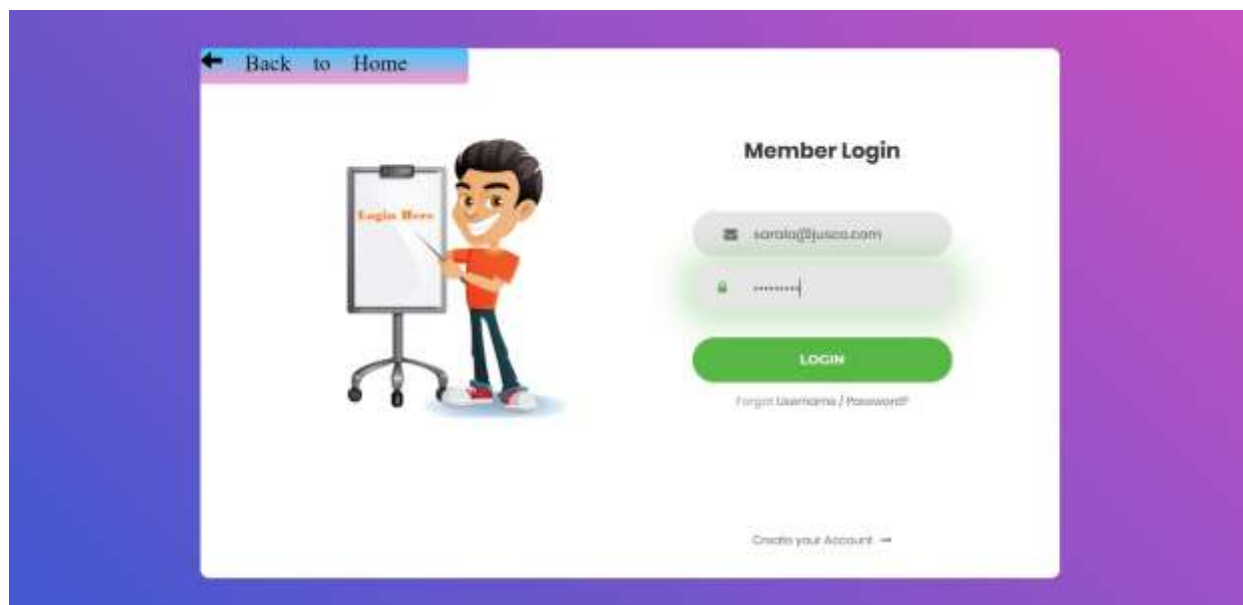 Back to Home
Member Login
Login Here
sarala@jusco.com
•••••••••
LOGIN
Forgot Username / Password?
Create your Account →